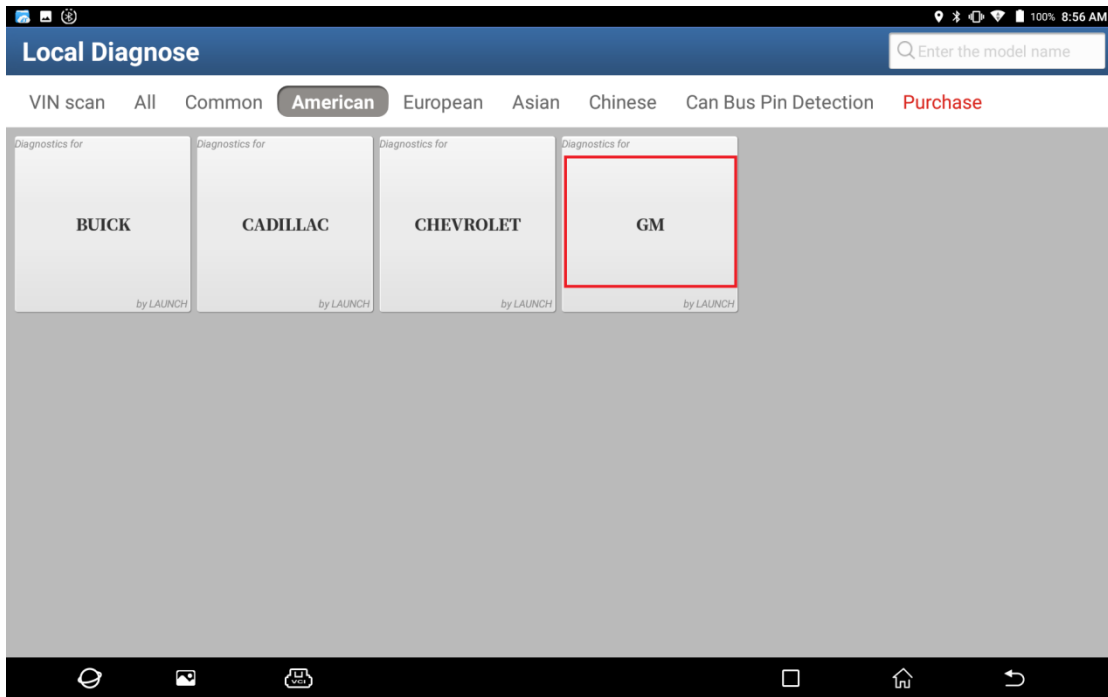 100% 8:56 AM
Local Diagnose
Enter the model name
VIN scan All Common American European Asian Chinese Can Bus Pin Detection Purchase
Diagnostics for
BUICK
by LAUNCH
Diagnostics for
CADILLAC
by LAUNCH
Diagnostics for
CHEVROLET
by LAUNCH
Diagnostics for
GM
by LAUNCH
VCI